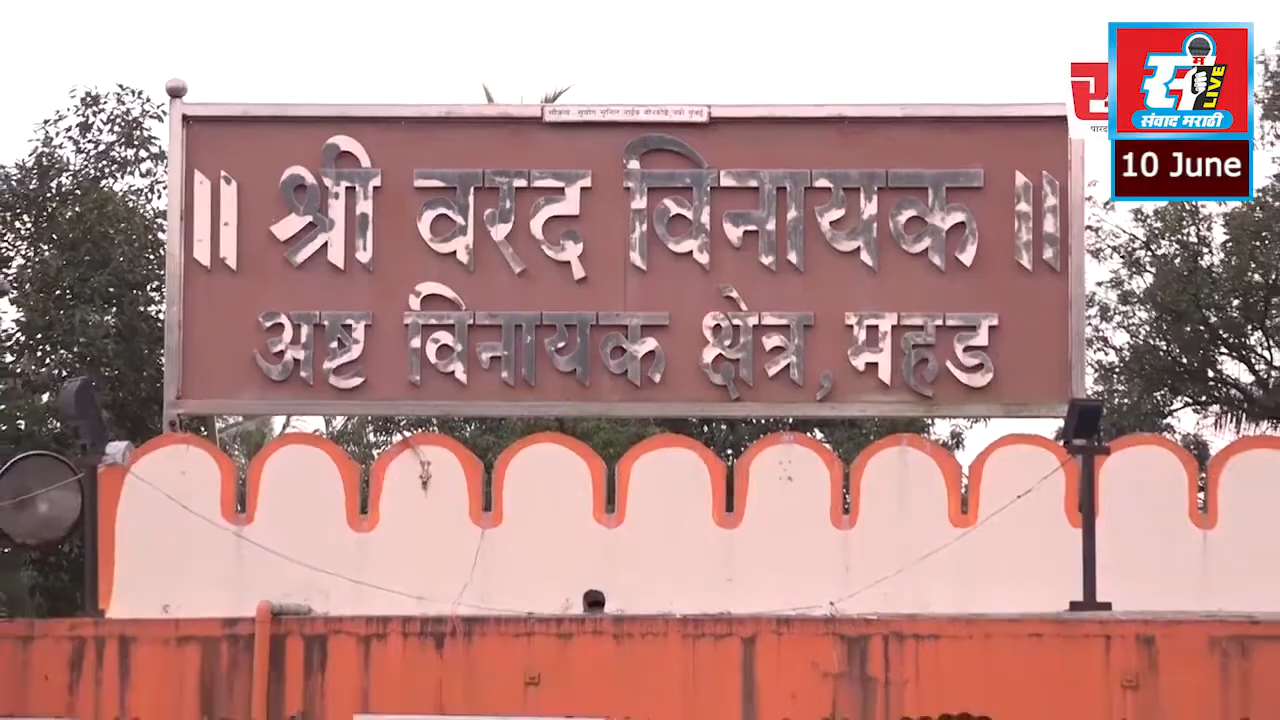 ॥ श्री वरद विनायक ॥
अष्ट विनायक क्षेत्र, महड
स
म
LIVE
संवाद मराठी
10 June